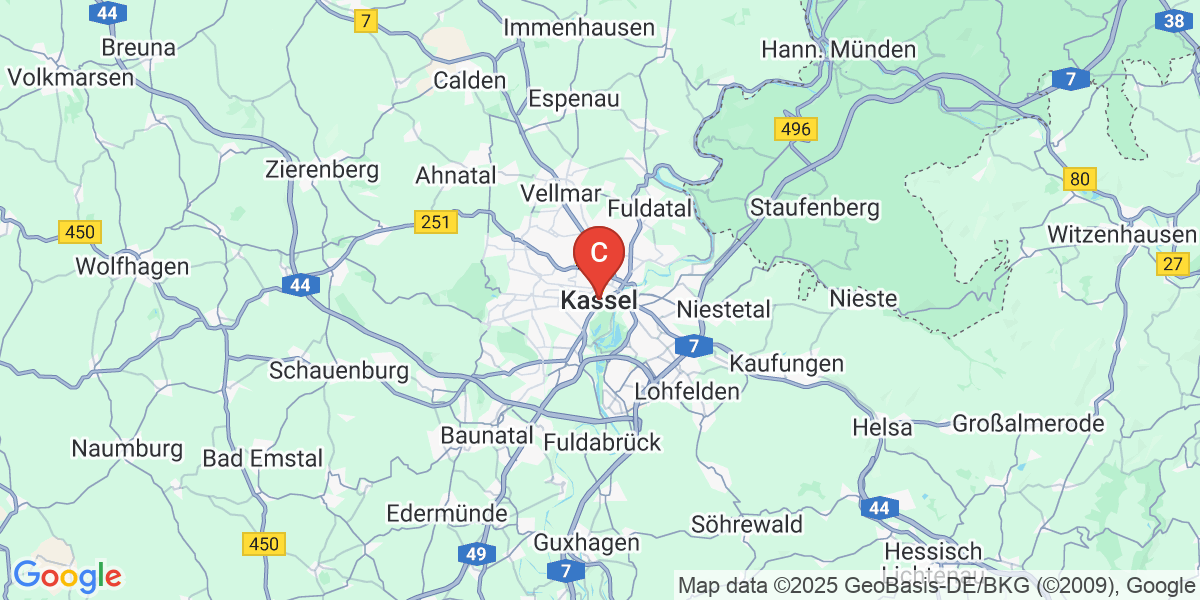 44
7
Immenhausen
38
Breuna
Hann. Münden
Volkmarsen
Calden
7
Espenau
496
Zierenberg
Ahnatal
80
Vellmar
Fuldatal
Staufenberg
251
450
Witzenhausen
C
Wolfhagen
27
44
Kassel
Nieste
Niestetal
7
Kaufungen
Schauenburg
Lohfelden
Großalmerode
Helsa
Baunatal
Fuldabrück
Naumburg
Bad Emstal
44
Edermünde
Söhrewald
450
Guxhagen
49
Hessisch
Lichtenau
7
Google
Map data ©2025 GeoBasis-DE/BKG (©2009), Google